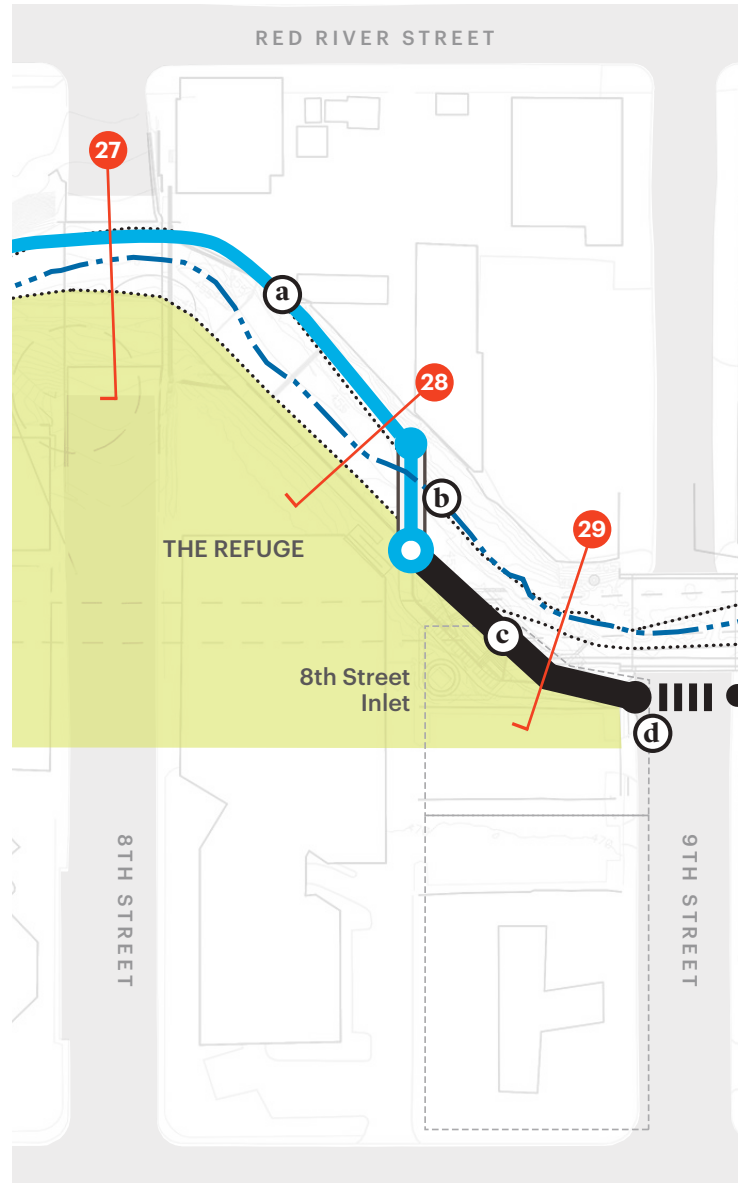 RED RIVER STREET
27
a
28
b
29
THE REFUGE
c
8th Street
Inlet
d
8TH STREET
9TH STREET